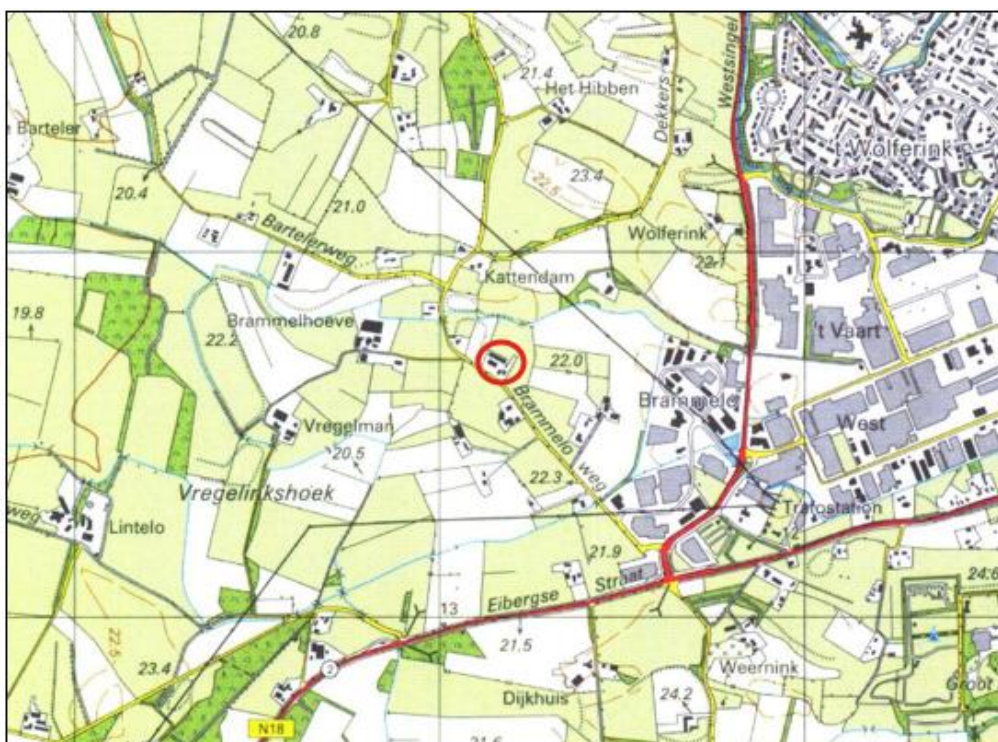 20.8
Westsingel
21.4
Het Hibben
Dekkers
't Wolferink
Barteler
20.4
21.0
22.5
23.4
Bartelerweg
Wolferink
22.1
Kattendam
19.8
Brammelhoeve
22.2
't Vaart
22.0
Brammelo
Brammelo weg
West
Vregelman
20.5
Vregelinkshoek
22.3
weg
Lintelo
Trafostation
21.9
Eibergse Straat
13
24.6
21.5
22.5
23.4
2
Weernink
Groot
Dijkhuis
24.2
N18
21.6